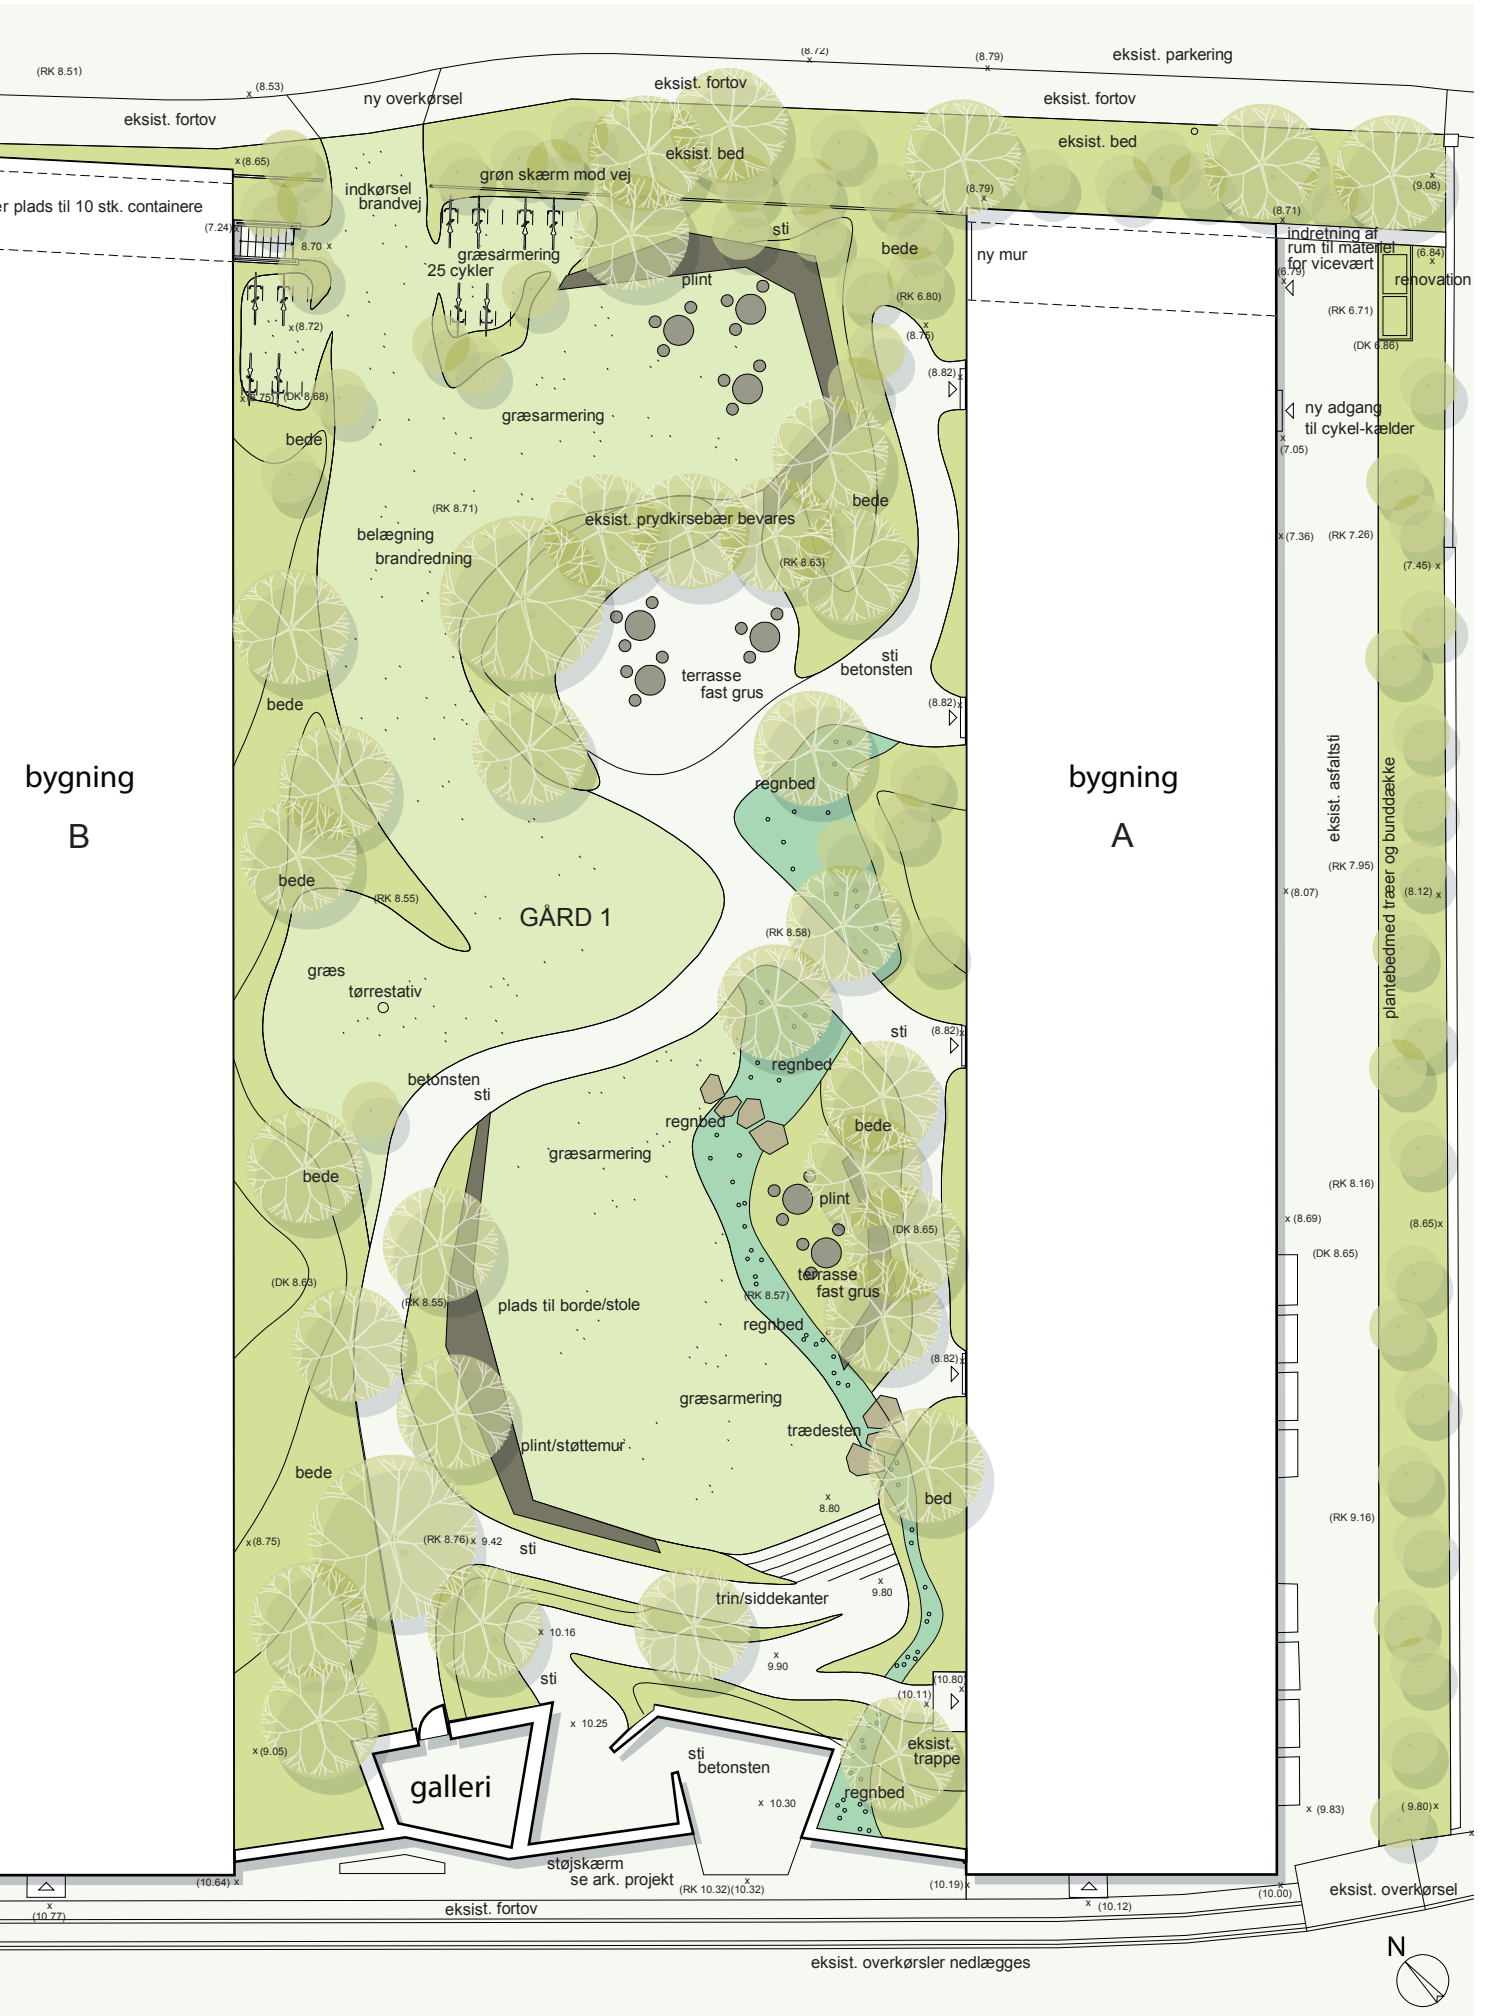 (RK 8.51)
(8.53)
(8.72)
(8.79)
eksist. parkering
eksist. fortov
ny overkørsel
eksist. fortov
eksist. fortov
eksist. bed
eksist. bed
x (8.65)
grøn skærm mod vej
indkørsel
brandvej
(8.79)
(9.08)
er plads til 10 stk. containere
(7.24)
8.70 x
græsarmering
25 cykler
sti
plint
bede
ny mur
(8.71)
indretning af
rum til materiel
for vicevært
(6.79)
(6.84)
renovation
(RK 6.80)
(RK 6.71)
x (8.72)
(8.75)
(DK 6.86)
(8.82)
x(8.75)
(DK 8.68)
græsarmering
ny adgang
til cykel-kælder
(7.05)
bede
bede
(RK 8.71)
eksist. prydkirsebær bevares
belægning
brandredning
(RK 8.63)
x(7.36)
(RK 7.26)
(7.45) x
sti
betonsten
terrasse
fast grus
bede
(8.82)x
bygning
B
bygning
A
regnbed
eksist. asfaltsti
plantebedmed træer og bunddække
bede
(RK 8.55)
GÅRD 1
(RK 8.58)
(RK 7.95)
x (8.07)
(8.12) x
græs
tørrestativ
sti
(8.82)x
regnbed
betonsten
sti
regnbed
græsarmering
bede
bede
plint
(RK 8.16)
x (8.69)
(8.65)x
(DK 8.65)
(DK 8.65)
(DK 8.63)
terrasse
fast grus
(RK 8.57)
(RK 8.55)
plads til borde/stole
regnbed
(8.82)x
græsarmering
trædesten
plint/støttemur
bede
bed
x
8.80
(RK 9.16)
x (8.75)
(RK 8.76) x 9.42
sti
x
9.80
trin/siddekanter
x 10.16
x
9.90
sti
(10.80)
x
(10.11)
x
x 10.25
eksist.
trappe
x (9.05)
sti
betonsten
galleri
regnbed
x 10.30
x (9.83)
( 9.80)x
støjskærm
se ark. projekt
(10.64) x
(RK 10.32)(10.32)
(10.19)x
(10.00)
eksist. overkørsel
x
(10.77)
eksist. fortov
x (10.12)
N
eksist. overkørsler nedlægges